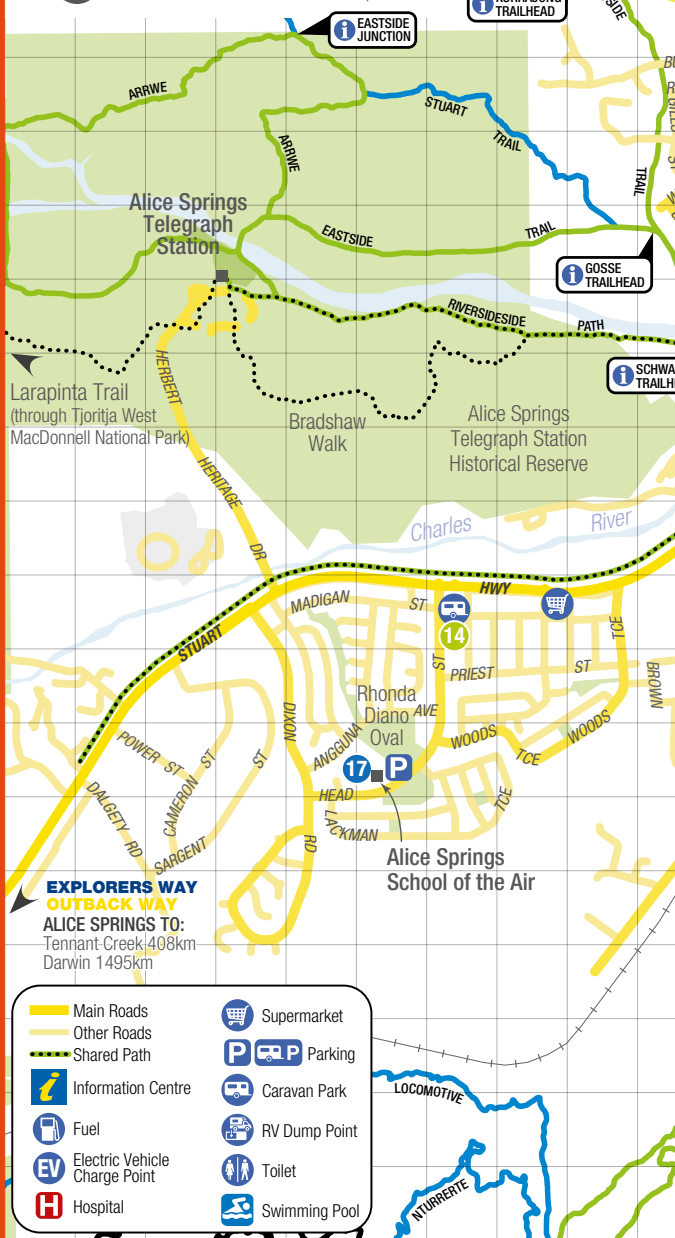 TRAILHEAD
SIDE
EASTSIDE
JUNCTION
ARRWE
STUART
TRAIL
ARRWE
TRAIL
Alice Springs
Telegraph
Station
EASTSIDE
TRAIL
GOSSE
TRAILHEAD
RIVERSIDESIDE
PATH
HERBERT
HERITAGE
DR
Larapinta Trail
(through Tjoritja West
MacDonnell National Park)
Bradshaw
Walk
Alice Springs
Telegraph Station
Historical Reserve
SCHWA
TRAILH
Charles
River
STUART
HWY
MADIGAN
ST
14
ST
PRIEST
ST
TCE
BROWN
Rhonda
Diano
Oval
AVE
DIXON
RD
ANGGUNA
WOODS
TCE
WOODS
TCE
17
P
HEAD
LACKMAN
POWER ST
CAMERON
ST
ST
DALGETY RD
SARGENT
Alice Springs
School of the Air
EXPLORERS WAY
OUTBACK WAY
ALICE SPRINGS TO:
Tennant Creek 408km
Darwin 1495km
Main Roads
Other Roads
Shared Path
i Information Centre
Fuel
EV Electric Vehicle
Charge Point
H Hospital
Supermarket
P P Parking
Caravan Park
RV Dump Point
Toilet
Swimming Pool
LOCOMOTIVE
NTURRERTE